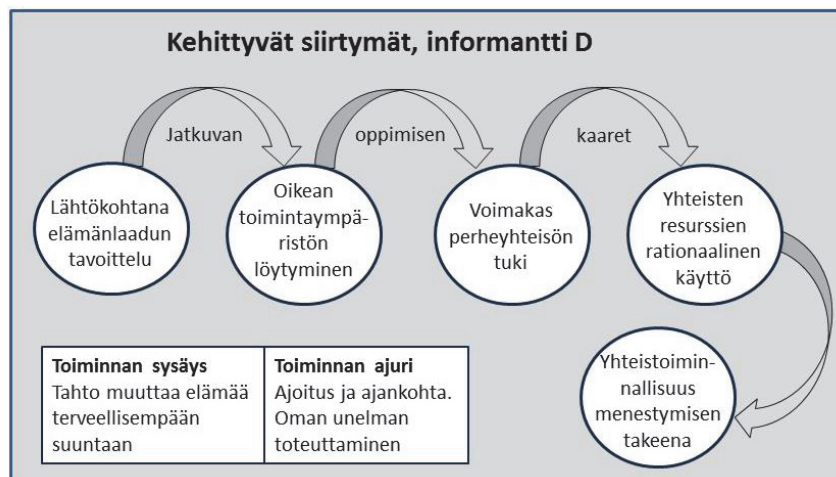 Kehittyvät siirtymät, informantti D
Jatkuvan
oppimisen
kaaret
Lähtökohtana
elämänlaadun
tavoittelu
Oikean
toimintaympä-
ristön
löytyminen
Voimakas
perheyhteisön
tuki
Yhteisten
resurssien
rationaalinen
käyttö
Yhteistoimin-
nallisuus
menestymisen
takeena
Toiminnan sysäys
Tahto muuttaa elämää
terveellisempään
suuntaan
Toiminnan ajuri
Ajoitus ja ajankohta.
Oman unelman
toteuttaminen